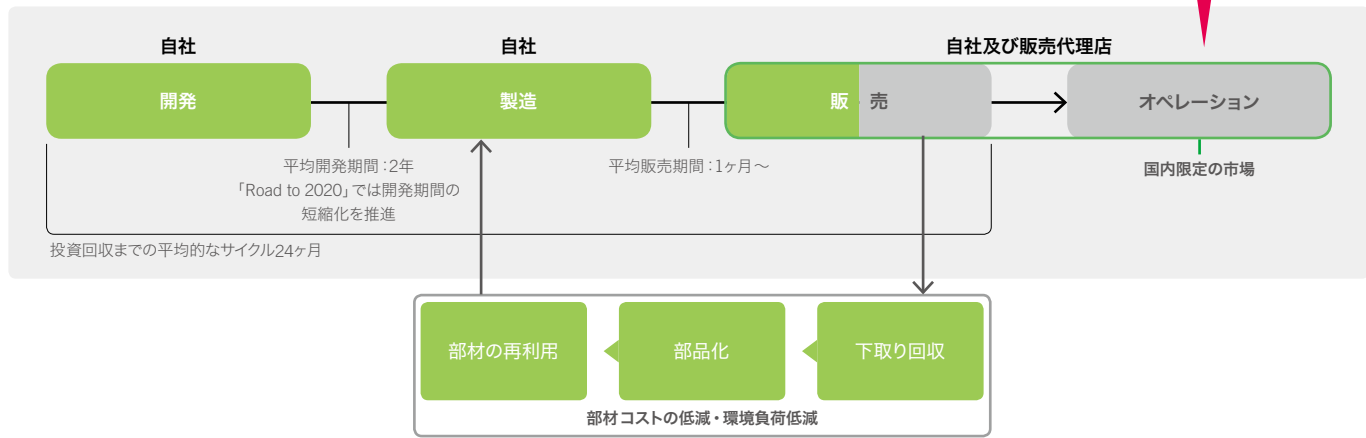 自社
自社
自社及び販売代理店
開発
製造
販 売
オペレーション
平均開発期間：2年
「Road to 2020」では開発期間の
短縮化を推進
平均販売期間：1ヶ月～
国内限定の市場
投資回収までの平均的なサイクル24ヶ月
部材の再利用
部品化
下取り回収
部材コストの低減・環境負荷低減